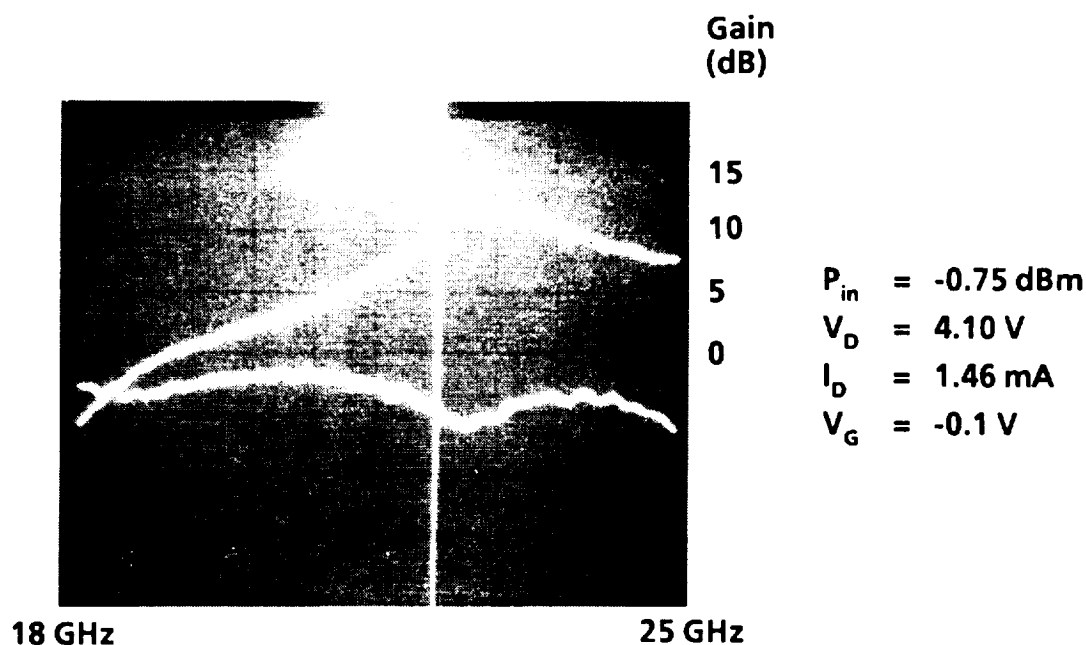 Gain
(dB)
15
10
5
0
P_in = -0.75 dBm
V_D = 4.10 V
I_D = 1.46 mA
V_G = -0.1 V
18 GHz
25 GHz